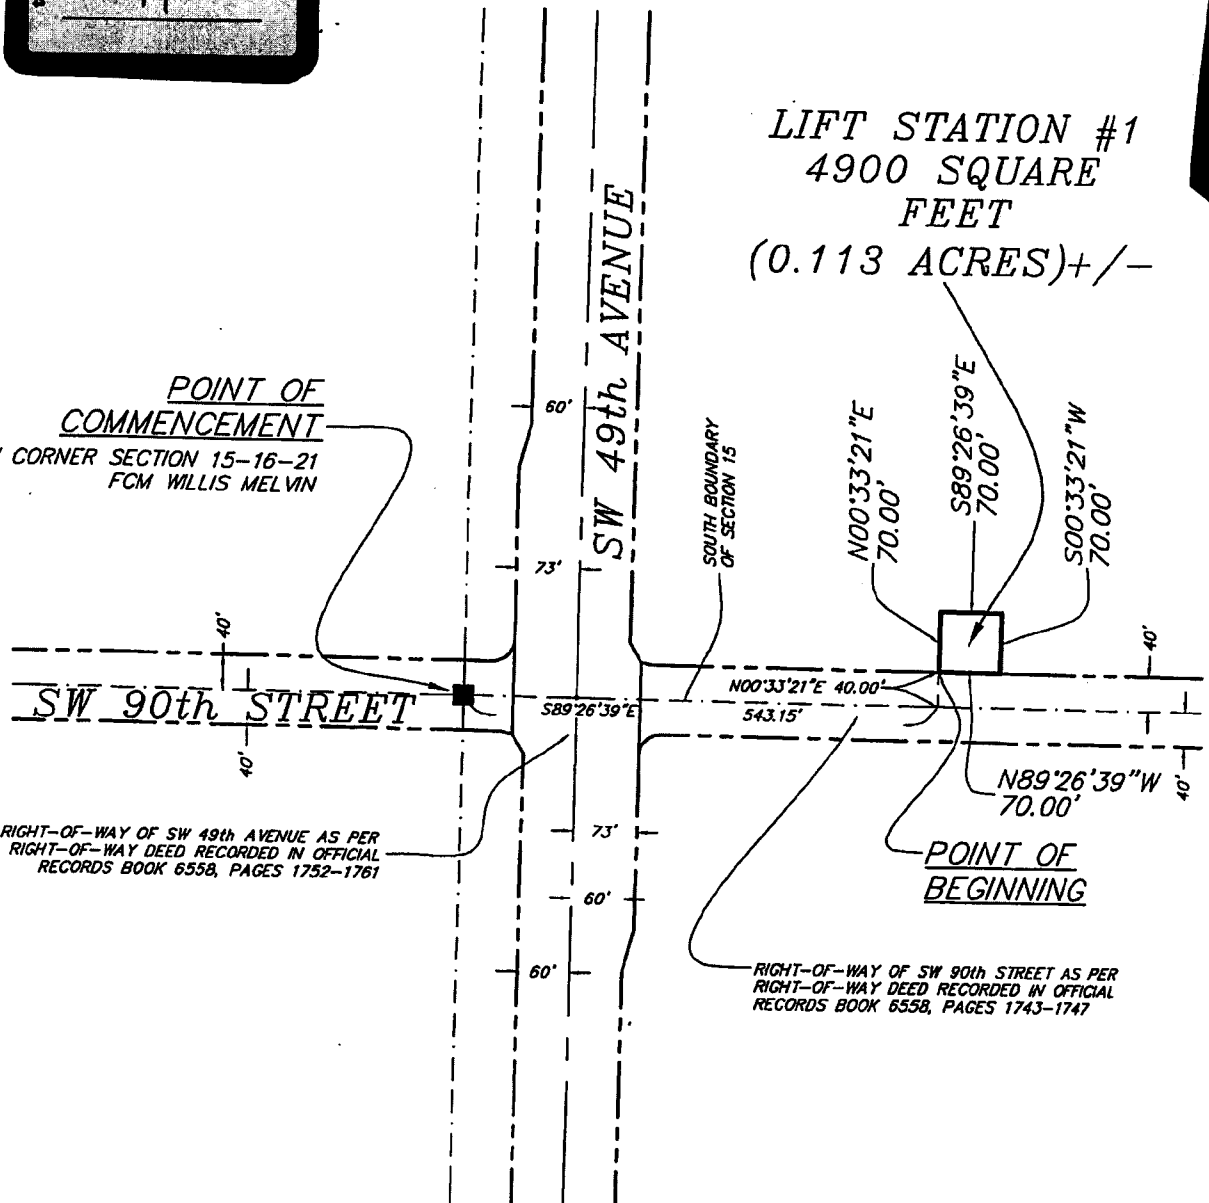 LIFT STATION #1
4900 SQUARE
FEET
(0.113 ACRES)+/-
SW 49th AVENUE
POINT OF
COMMENCEMENT
CORNER SECTION 15-16-21
FCM WILLIS MELVIN
60'
73'
SOUTH BOUNDARY
OF SECTION 15
N00°33'21"E
70.00'
S89°26'39"E
70.00'
S00°33'21"W
70.00'
40'
40'
SW 90th STREET
S89°26'39"E
N00°33'21"E 40.00'
543.15'
40'
40'
N89°26'39"W
70.00'
RIGHT-OF-WAY OF SW 49th AVENUE AS PER
RIGHT-OF-WAY DEED RECORDED IN OFFICIAL
RECORDS BOOK 6558, PAGES 1752-1761
73'
60'
60'
POINT OF
BEGINNING
RIGHT-OF-WAY OF SW 90th STREET AS PER
RIGHT-OF-WAY DEED RECORDED IN OFFICIAL
RECORDS BOOK 6558, PAGES 1743-1747